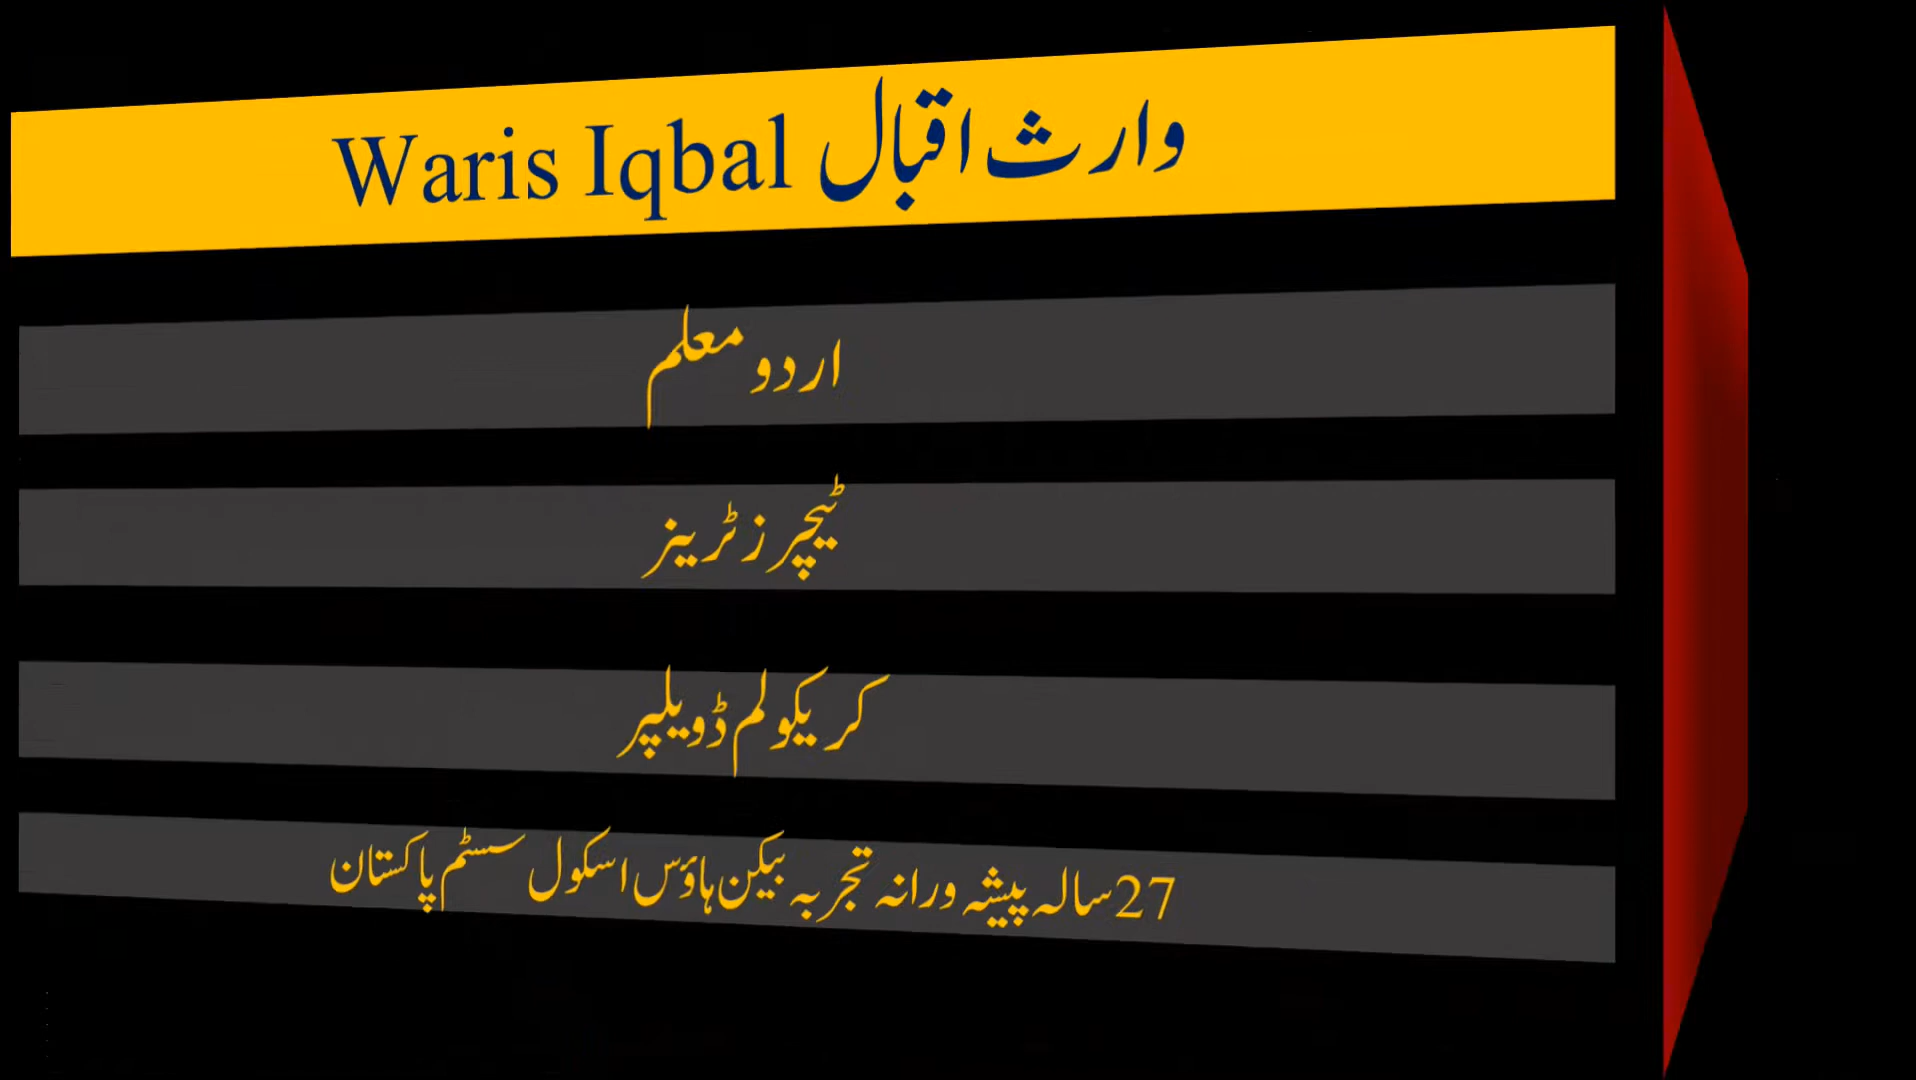 وارث اقبال Waris Iqbal
اردو معلم
ٹیچرز ٹرینر
کریکولم ڈویلپر
27سالہ پیشہ ورانہ تجربہ بیکن ہاؤس اسکول سسٹم پاکستان